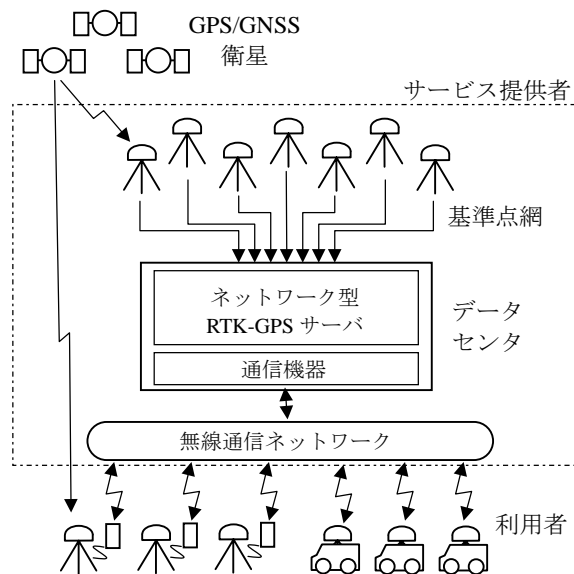 GPS/GNSS
衛星
サービス提供者
基準点網
ネットワーク型
RTK-GPS サーバ
データ
センタ
通信機器
無線通信ネットワーク
利用者